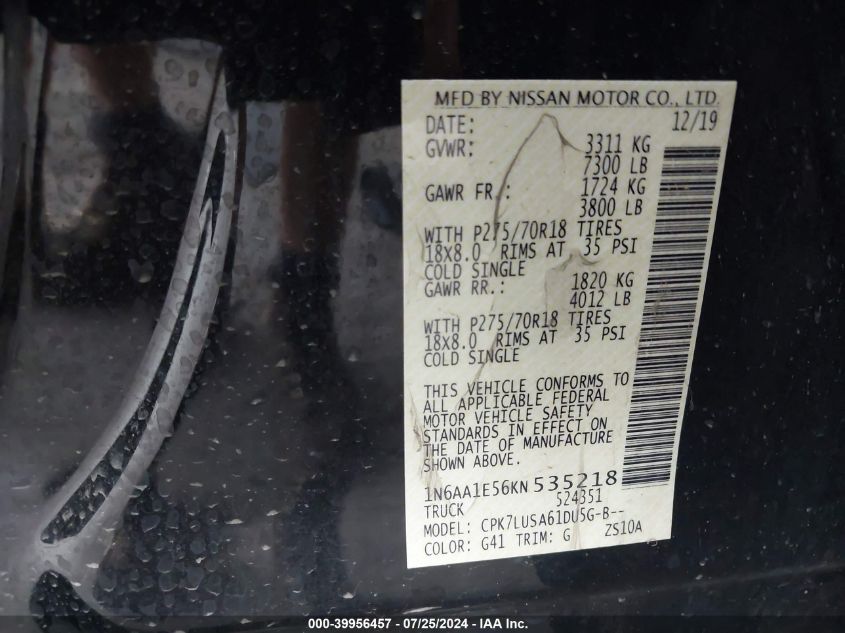 MFD BY NISSAN MOTOR CO., LTD.
DATE: 12/19
GVWR: 3311 KG
7300 LB
GAWR FR.: 1724 KG
3800 LB
WITH P275/70R18 TIRES
18X8.0 RIMS AT 35 PSI
COLD SINGLE
GAWR RR.: 1820 KG
4012 LB
WITH P275/70R18 TIRES
18X8.0 RIMS AT 35 PSI
COLD SINGLE
THIS VEHICLE CONFORMS TO
ALL APPLICABLE FEDERAL
MOTOR VEHICLE SAFETY
STANDARDS IN EFFECT ON
THE DATE OF MANUFACTURE
SHOWN ABOVE.
1N6AA1E56KN 535218
TRUCK 524351
MODEL: CPK7LUSA61DU5G-B--
COLOR: G41 TRIM: G ZS10A
000-39956457 - 07/25/2024 - IAA Inc.